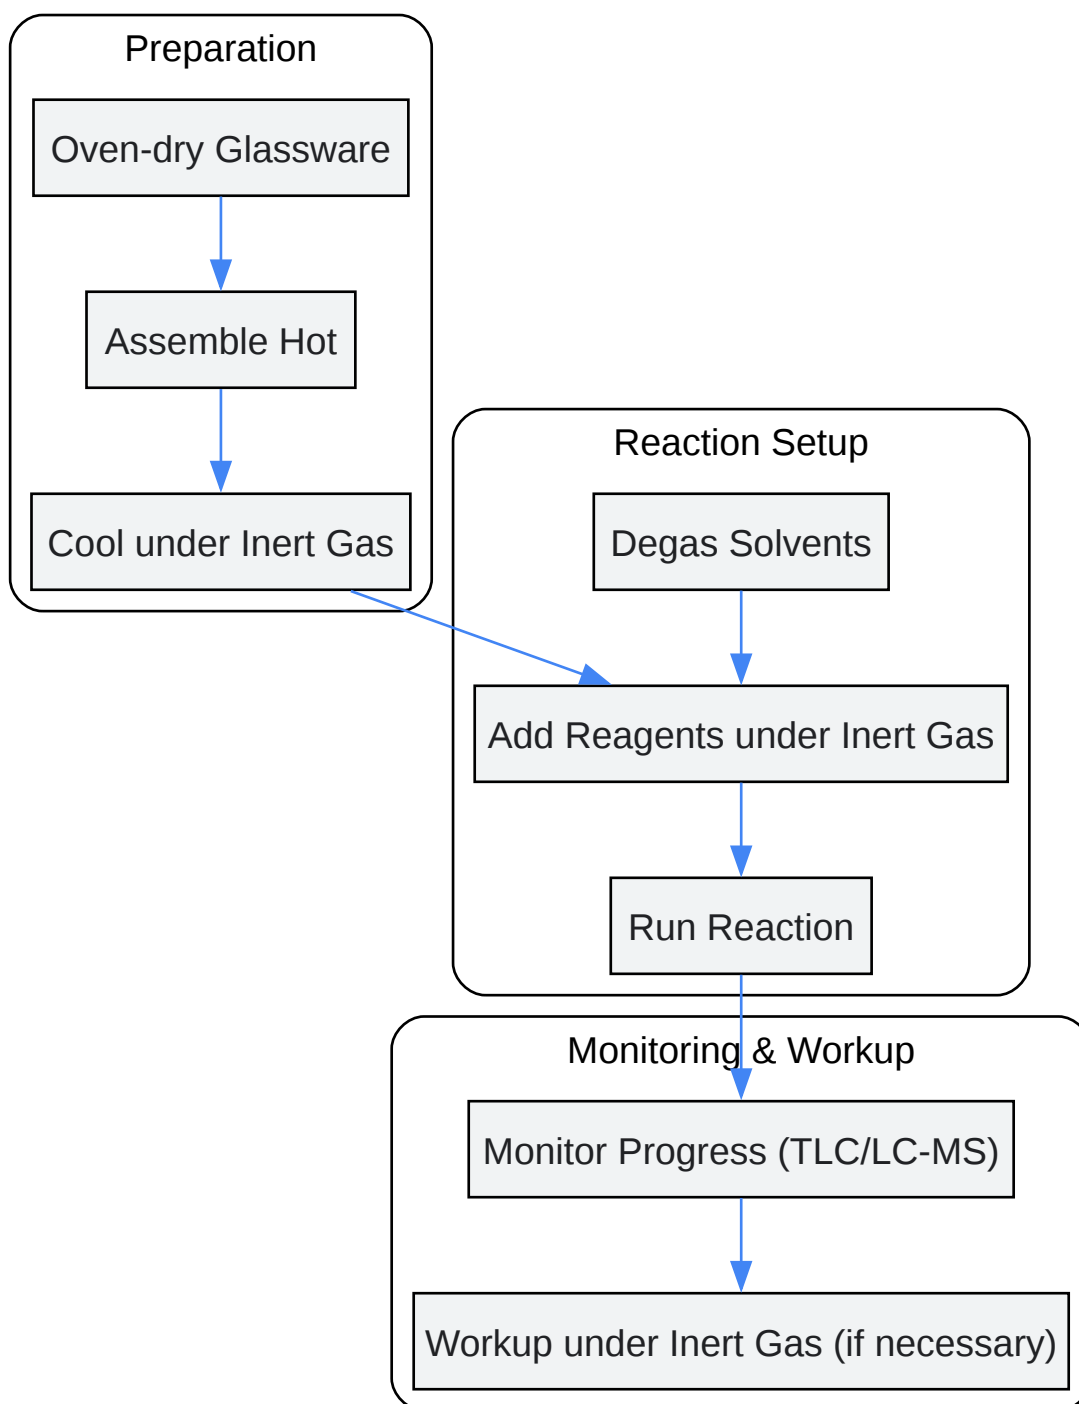 Preparation
Oven-dry Glassware
Assemble Hot
Cool under Inert Gas
Reaction Setup
Degas Solvents
Add Reagents under Inert Gas
Run Reaction
Monitoring & Workup
Monitor Progress (TLC/LC-MS)
Workup under Inert Gas (if necessary)